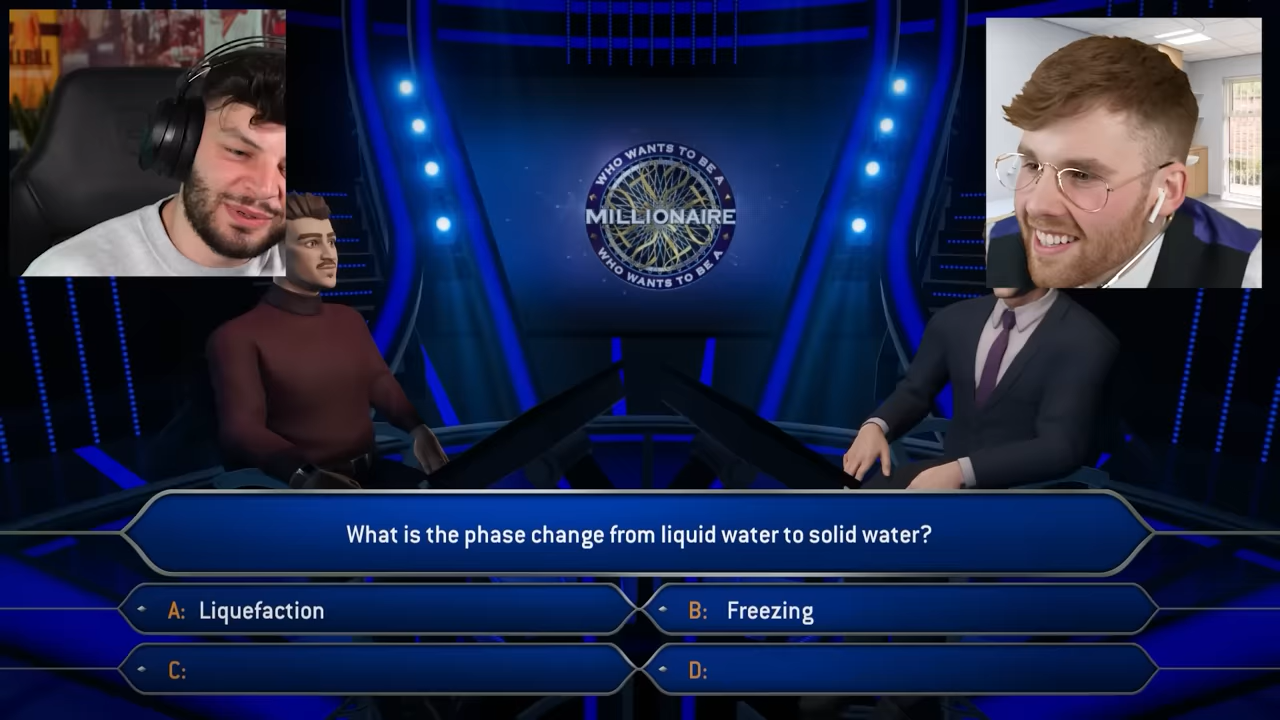 LLBILL
WHO WANTS TO BE A
MILLIONAIRE
WHO WANTS TO BE A
What is the phase change from liquid water to solid water?
A: Liquefaction
B: Freezing
C:
D: